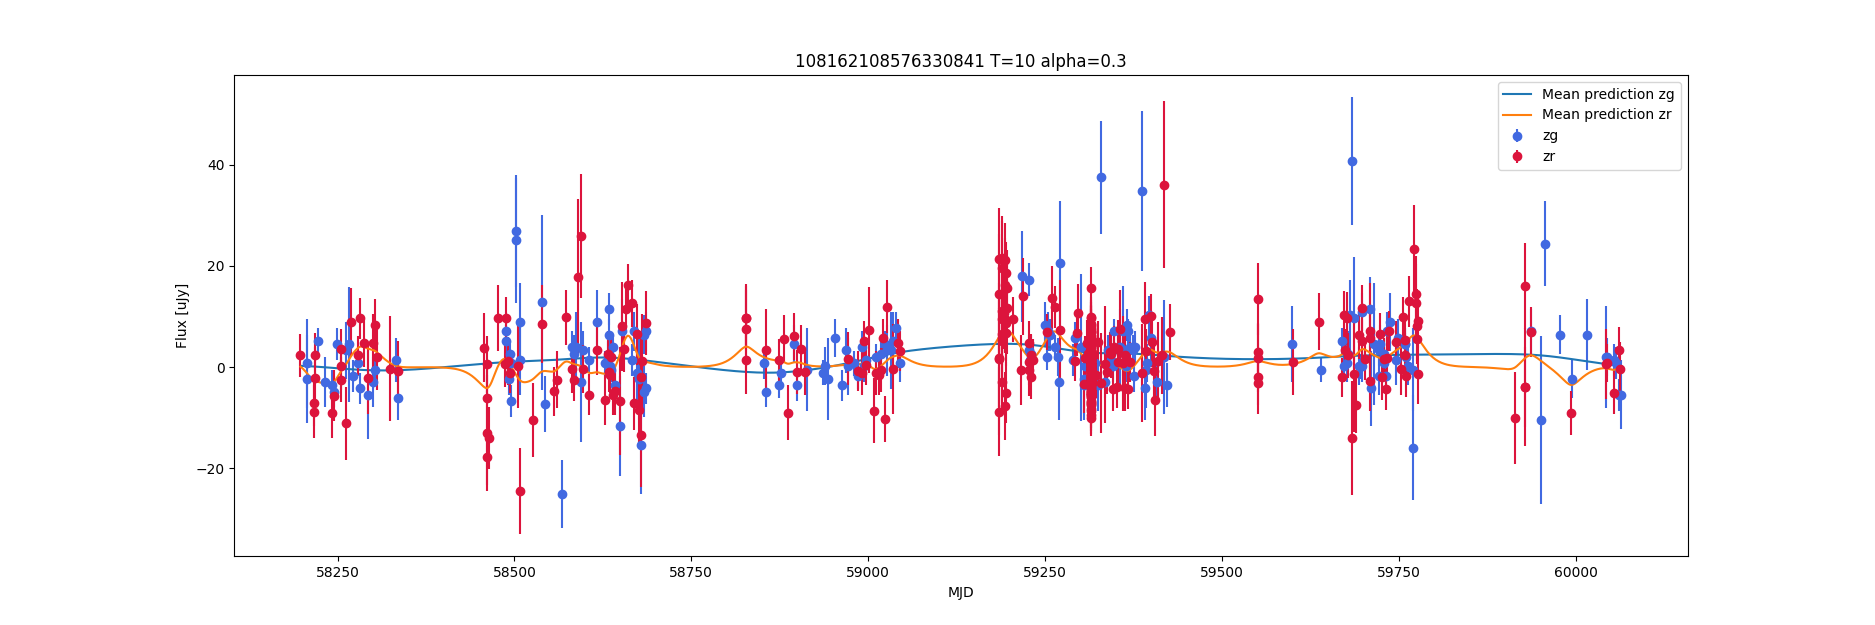 108162108576330841 T=10 alpha=0.3
Mean prediction zg
Mean prediction zr
zg
zr
Flux [uJy]
40
20
0
−20
58250 58500 58750 59000 59250 59500 59750 60000
MJD